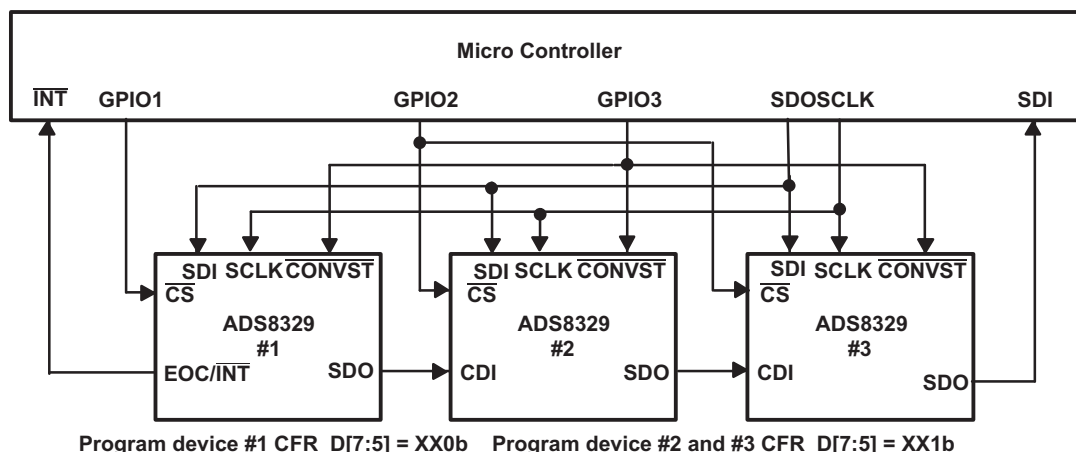 Micro Controller
INT GPIO1 GPIO2 GPIO3 SDOSCLK SDI
SDI SCLK CONVST
CS
ADS8329
#1
EOC/INT SDO
SDI SCLK CONVST
CS
ADS8329
#2
CDI SDO
SDI SCLK CONVST
CS
ADS8329
#3
CDI SDO
Program device #1 CFR_D[7:5] = XX0b Program device #2 and #3 CFR_D[7:5] = XX1b